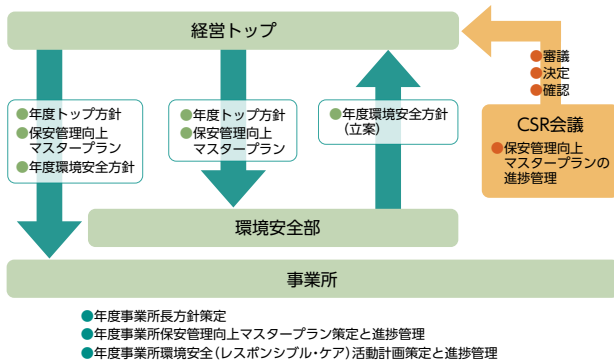 経営トップ
●審議
●決定
●確認
●年度トップ方針
●保安管理向上
マスタープラン
●年度環境安全方針
●年度トップ方針
●保安管理向上
マスタープラン
●年度環境安全方針
(立案)
CSR会議
●保安管理向上
マスタープランの
進捗管理
環境安全部
事業所
●年度事業所長方針策定
●年度事業所保安管理向上マスタープラン策定と進捗管理
●年度事業所環境安全(レスポンシブル・ケア)活動計画策定と進捗管理